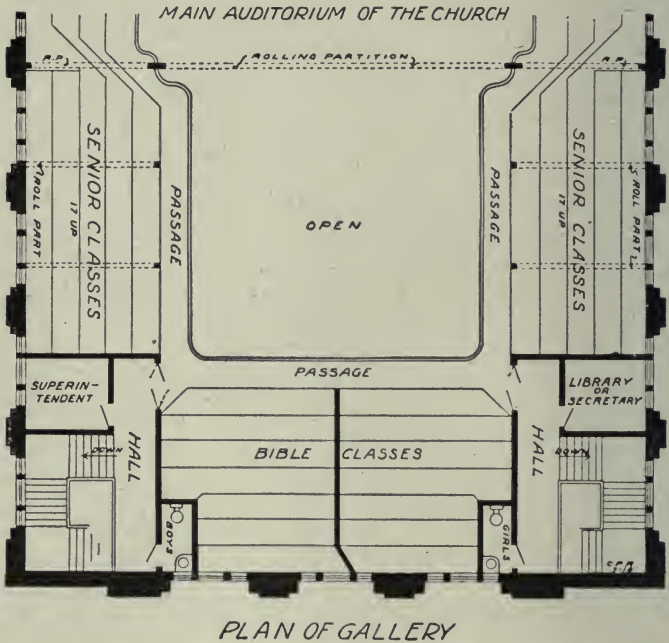 MAIN AUDITORIUM OF THE CHURCH
R.P.
ROLLING PARTITION
R.P.
SENIOR CLASSES
17 UP
ROLL PART
PASSAGE
OPEN
PASSAGE
SENIOR CLASSES
17 UP
ROLL PART
PASSAGE
SUPERIN-
TENDENT
LIBRARY
OR
SECRETARY
HALL
DOWN
BIBLE CLASSES
HALL
DOWN
BOYS
GIRLS
PLAN OF GALLERY